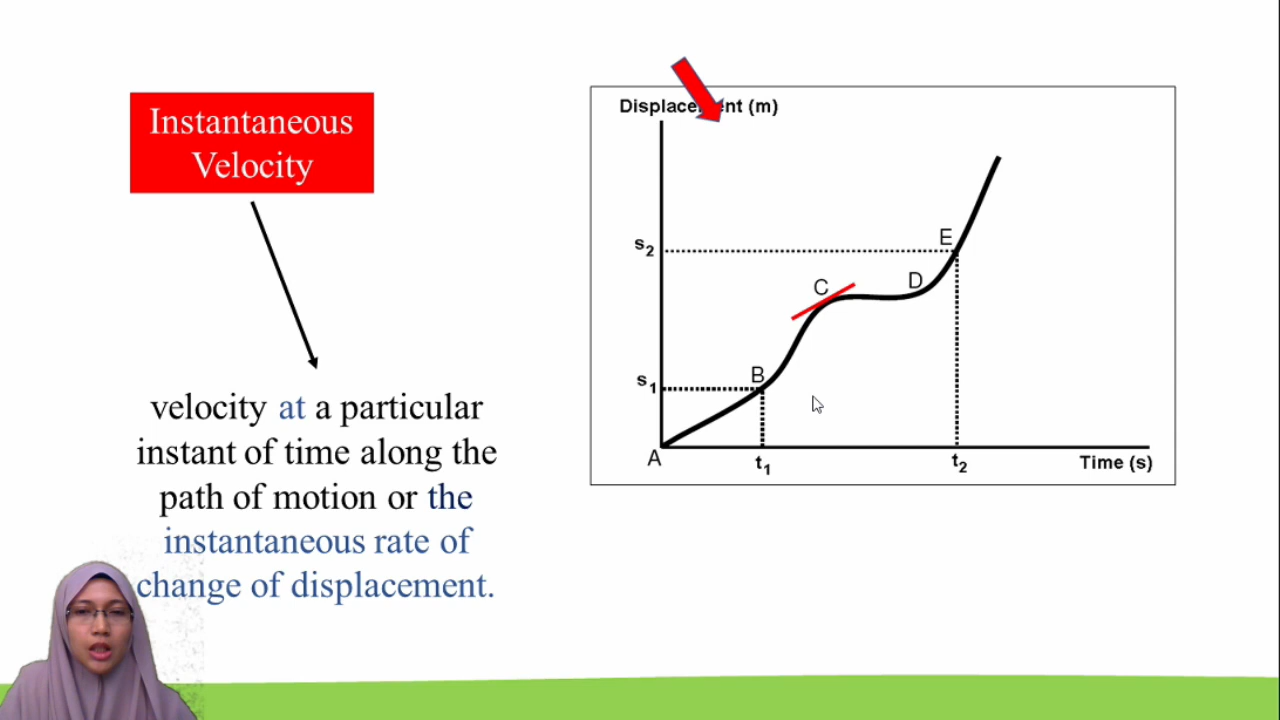 Instantaneous
Velocity
velocity at a particular
instant of time along the
path of motion or the
instantaneous rate of
change of displacement.
Displacement (m)
s2
E
C
D
s1
B
A
t1
t2
Time (s)